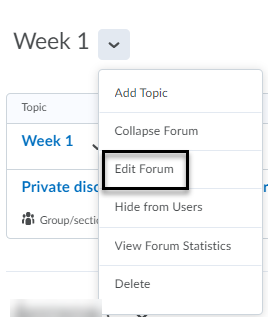 Week 1
Add Topic
Topic
Collapse Forum
Week 1
Edit Forum
Private disc
Hide from Users
Group/sectio
View Forum Statistics
Delete